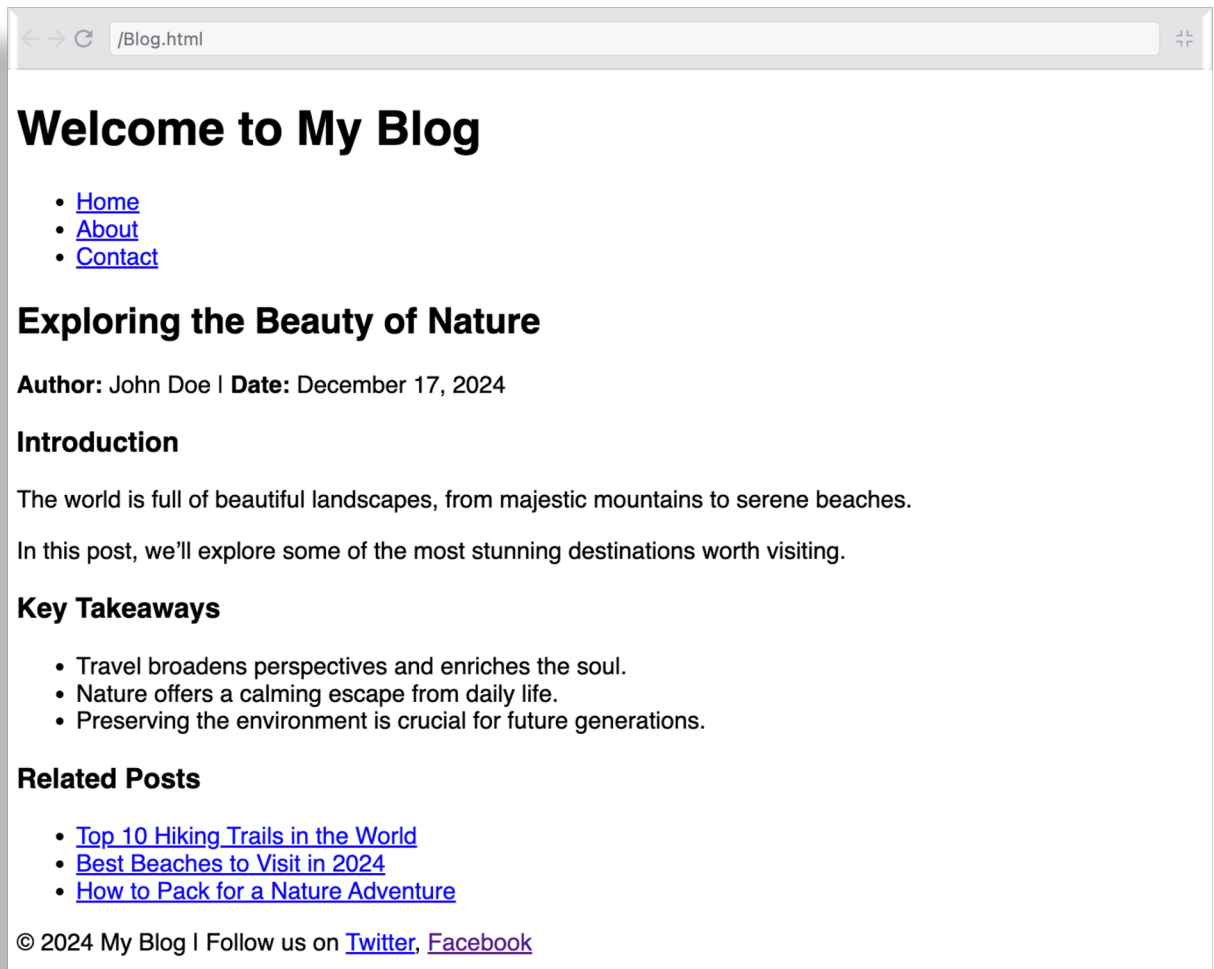 /Blog.html
Welcome to My Blog
• Home
• About
• Contact
Exploring the Beauty of Nature
Author: John Doe | Date: December 17, 2024
Introduction
The world is full of beautiful landscapes, from majestic mountains to serene beaches.
In this post, we’ll explore some of the most stunning destinations worth visiting.
Key Takeaways
• Travel broadens perspectives and enriches the soul.
• Nature offers a calming escape from daily life.
• Preserving the environment is crucial for future generations.
Related Posts
• Top 10 Hiking Trails in the World
• Best Beaches to Visit in 2024
• How to Pack for a Nature Adventure
© 2024 My Blog | Follow us on Twitter, Facebook